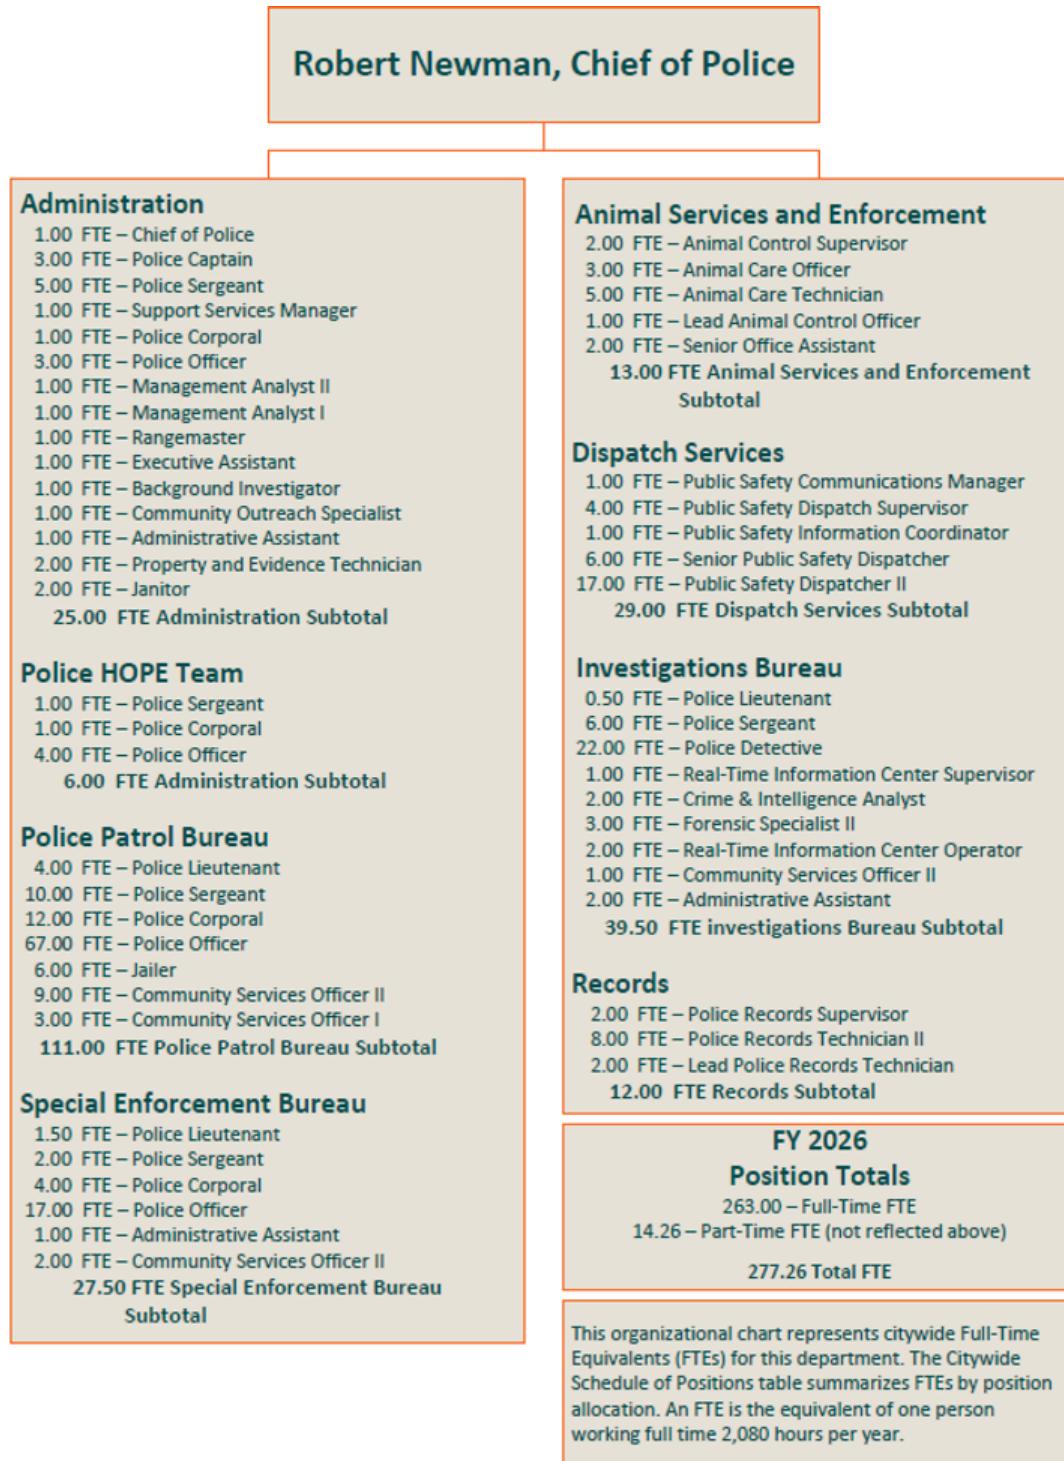 Robert Newman, Chief of Police
Administration
1.00 FTE – Chief of Police
3.00 FTE – Police Captain
5.00 FTE – Police Sergeant
1.00 FTE – Support Services Manager
1.00 FTE – Police Corporal
3.00 FTE – Police Officer
1.00 FTE – Management Analyst II
1.00 FTE – Management Analyst I
1.00 FTE – Rangemaster
1.00 FTE – Executive Assistant
1.00 FTE – Background Investigator
1.00 FTE – Community Outreach Specialist
1.00 FTE – Administrative Assistant
2.00 FTE – Property and Evidence Technician
2.00 FTE – Janitor
25.00 FTE Administration Subtotal
Police HOPE Team
1.00 FTE – Police Sergeant
1.00 FTE – Police Corporal
4.00 FTE – Police Officer
6.00 FTE Administration Subtotal
Police Patrol Bureau
4.00 FTE – Police Lieutenant
10.00 FTE – Police Sergeant
12.00 FTE – Police Corporal
67.00 FTE – Police Officer
6.00 FTE – Jailer
9.00 FTE – Community Services Officer II
3.00 FTE – Community Services Officer I
111.00 FTE Police Patrol Bureau Subtotal
Special Enforcement Bureau
1.50 FTE – Police Lieutenant
2.00 FTE – Police Sergeant
4.00 FTE – Police Corporal
17.00 FTE – Police Officer
1.00 FTE – Administrative Assistant
2.00 FTE – Community Services Officer II
27.50 FTE Special Enforcement Bureau
Subtotal
Animal Services and Enforcement
2.00 FTE – Animal Control Supervisor
3.00 FTE – Animal Care Officer
5.00 FTE – Animal Care Technician
1.00 FTE – Lead Animal Control Officer
2.00 FTE – Senior Office Assistant
13.00 FTE Animal Services and Enforcement
Subtotal
Dispatch Services
1.00 FTE – Public Safety Communications Manager
4.00 FTE – Public Safety Dispatch Supervisor
1.00 FTE – Public Safety Information Coordinator
6.00 FTE – Senior Public Safety Dispatcher
17.00 FTE – Public Safety Dispatcher II
29.00 FTE Dispatch Services Subtotal
Investigations Bureau
0.50 FTE – Police Lieutenant
6.00 FTE – Police Sergeant
22.00 FTE – Police Detective
1.00 FTE – Real-Time Information Center Supervisor
2.00 FTE – Crime & Intelligence Analyst
3.00 FTE – Forensic Specialist II
2.00 FTE – Real-Time Information Center Operator
1.00 FTE – Community Services Officer II
2.00 FTE – Administrative Assistant
39.50 FTE investigations Bureau Subtotal
Records
2.00 FTE – Police Records Supervisor
8.00 FTE – Police Records Technician II
2.00 FTE – Lead Police Records Technician
12.00 FTE Records Subtotal
FY 2026
Position Totals
263.00 – Full-Time FTE
14.26 – Part-Time FTE (not reflected above)
277.26 Total FTE
This organizational chart represents citywide Full-Time
Equivalents (FTEs) for this department. The Citywide
Schedule of Positions table summarizes FTEs by position
allocation. An FTE is the equivalent of one person
working full time 2,080 hours per year.